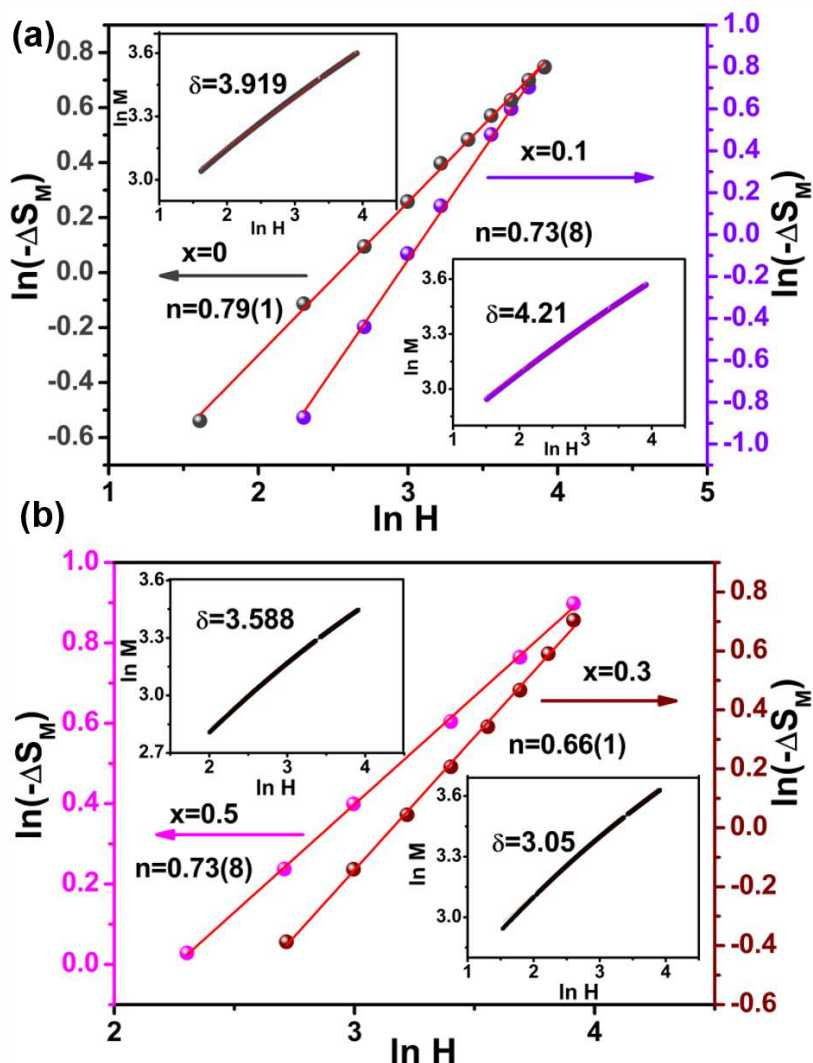 (a)
ln(-ΔS_M)
0.8
0.6
0.4
0.2
0.0
-0.2
-0.4
-0.6
1
2
3
4
5
ln H
1.0
0.8
0.6
0.4
0.2
0.0
-0.2
-0.4
-0.6
-0.8
-1.0
ln(-ΔS_M)
ln M
3.6
3.3
3.0
δ=3.919
1
2
3
4
ln H
x=0.1
n=0.73(8)
x=0
n=0.79(1)
ln M
3.6
3.3
3.0
δ=4.21
1
2
3
4
ln H
(b)
ln(-ΔS_M)
1.0
0.8
0.6
0.4
0.2
0.0
2
3
4
ln H
0.8
0.6
0.4
0.2
0.0
-0.2
-0.4
-0.6
ln(-ΔS_M)
ln M
3.6
3.3
3.0
2.7
δ=3.588
2
3
4
ln H
x=0.3
n=0.66(1)
x=0.5
n=0.73(8)
ln M
3.6
3.3
3.0
δ=3.05
1
2
3
4
ln H